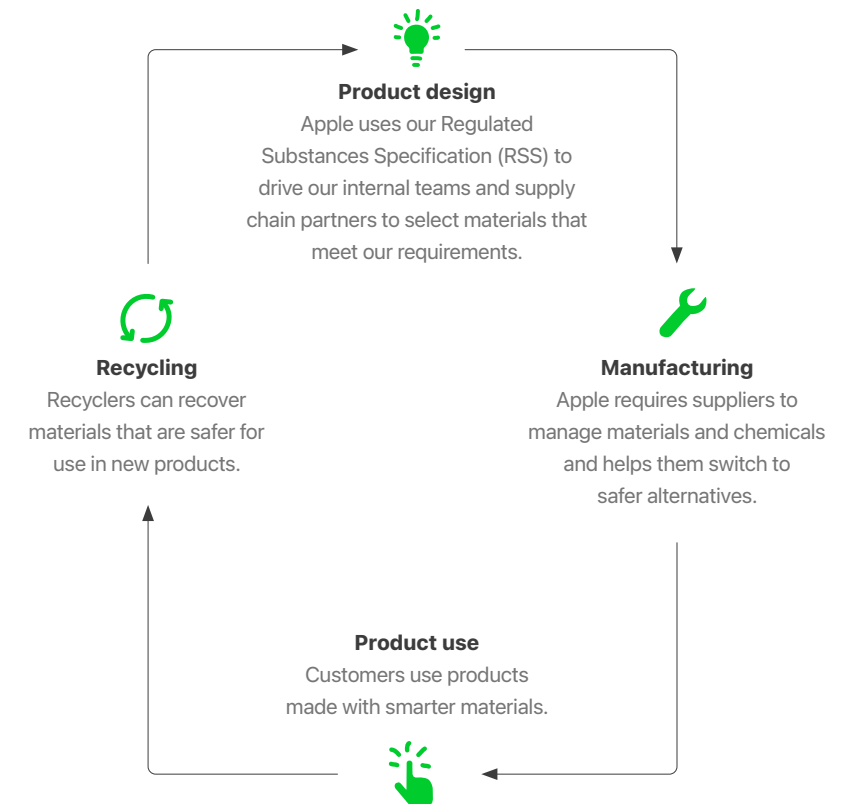 Product design
Apple uses our Regulated
Substances Specification (RSS) to
drive our internal teams and supply
chain partners to select materials that
meet our requirements.
Manufacturing
Apple requires suppliers to
manage materials and chemicals
and helps them switch to
safer alternatives.
Product use
Customers use products
made with smarter materials.
Recycling
Recyclers can recover
materials that are safer for
use in new products.